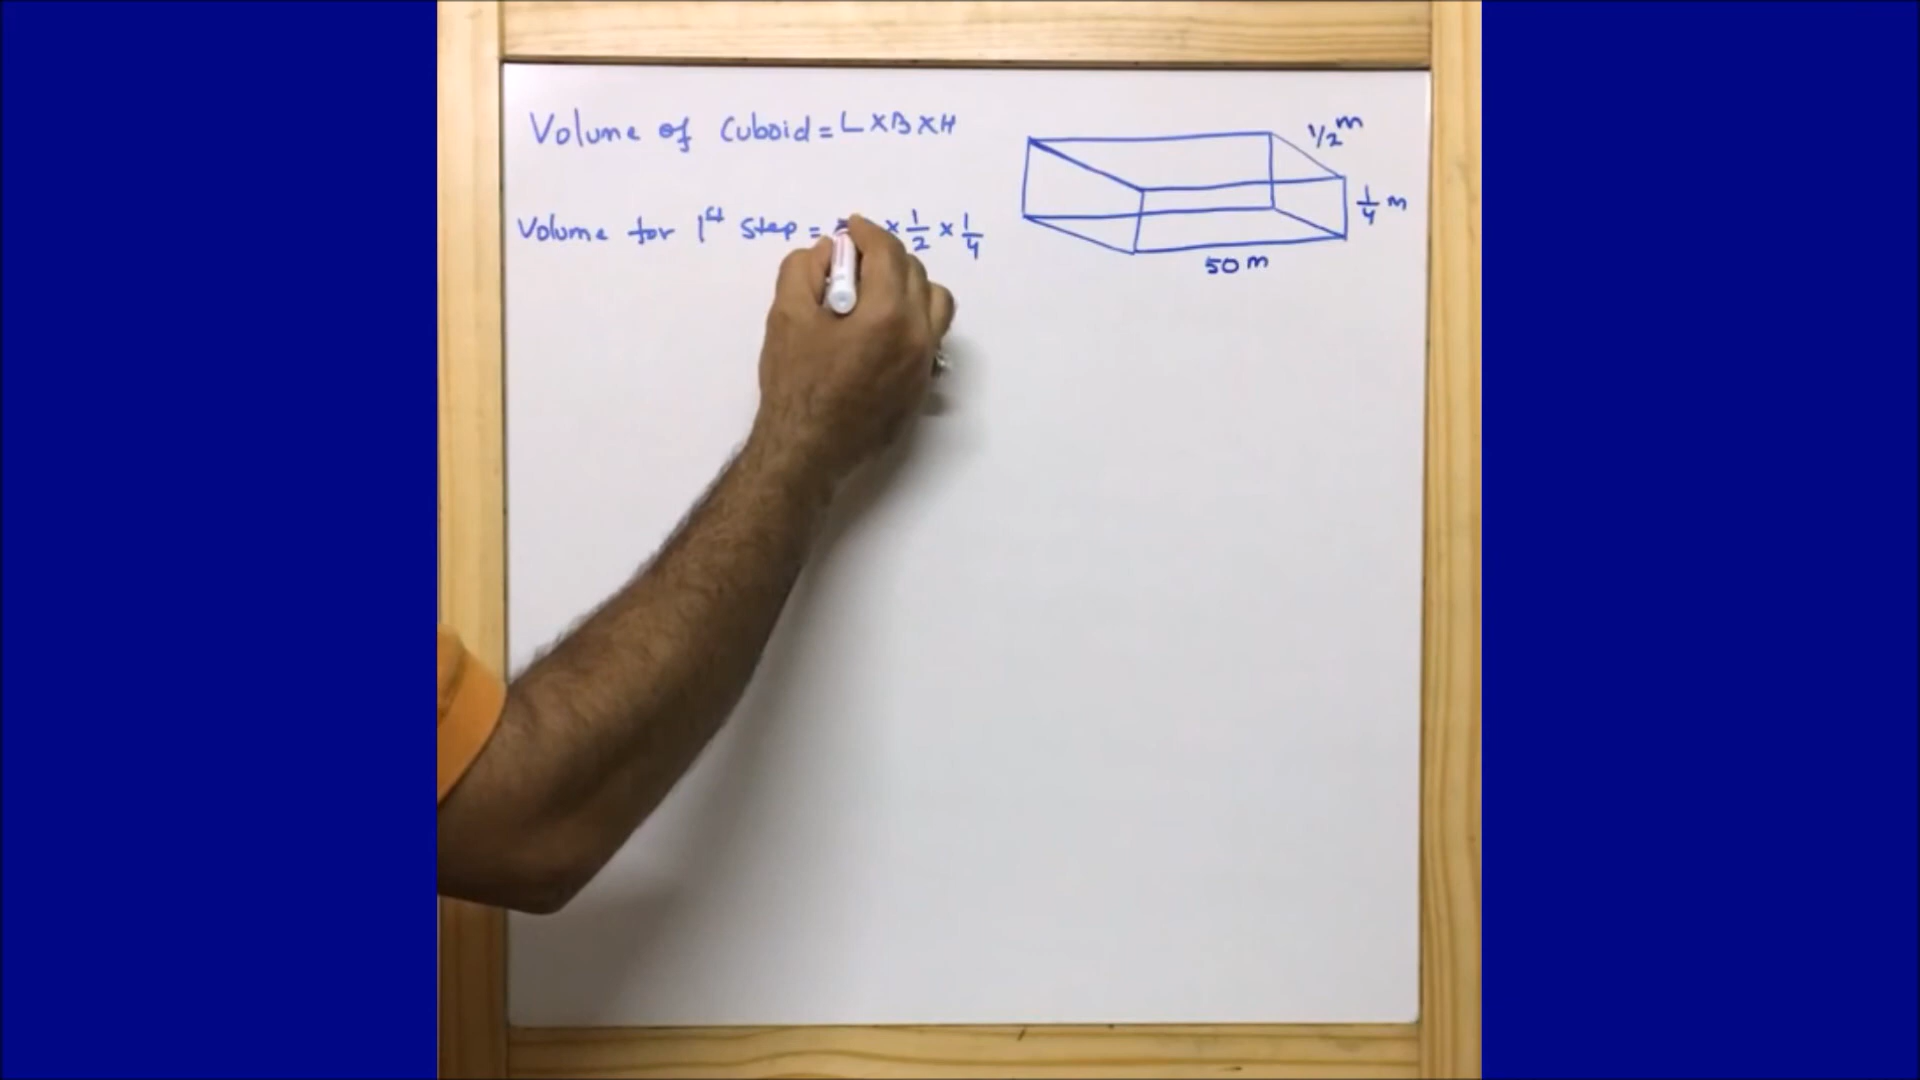 Volume of Cuboid = L×B×H
1/2 m
1/4 m
Volume for 1st Step = × 1/2 × 1/4
50 m